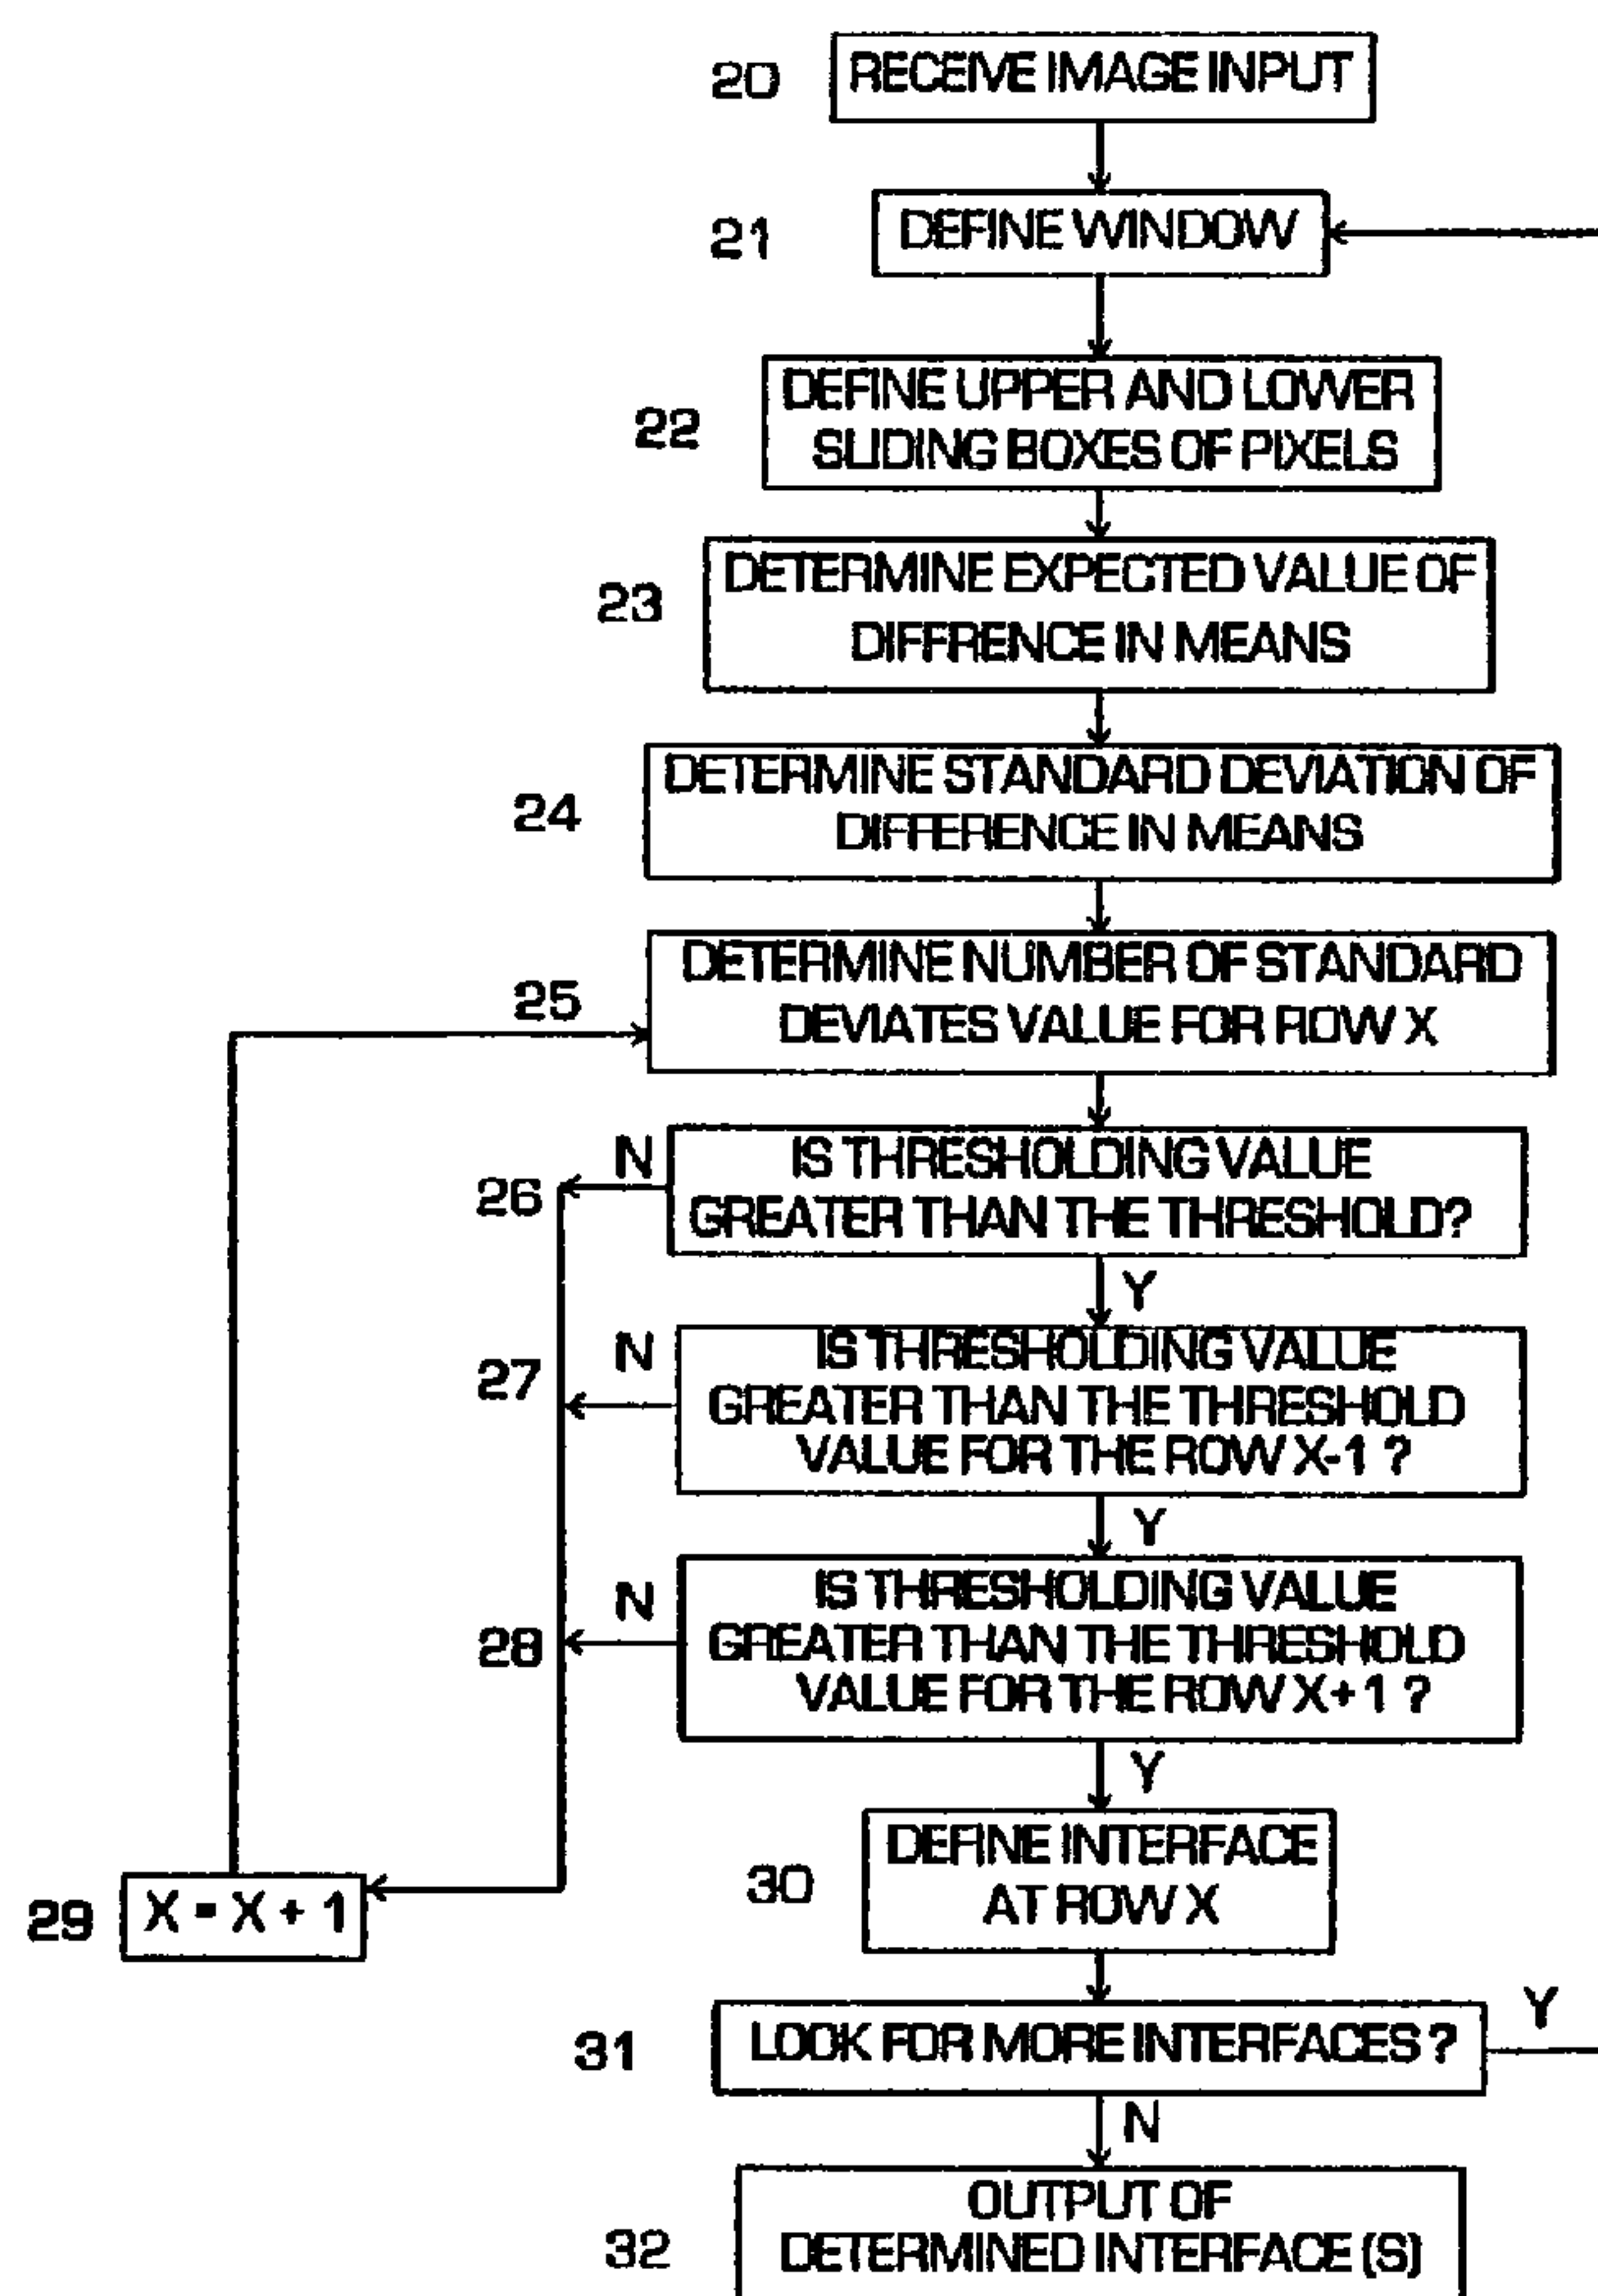 20 RECEIVE IMAGE INPUT
21 DEFINE WINDOW
22 DEFINE UPPER AND LOWER
SLIDING BOXES OF PIXELS
23 DETERMINE EXPECTED VALUE OF
DIFFRENCE IN MEANS
24 DETERMINE STANDARD DEVIATION OF
DIFFERENCE IN MEANS
25 DETERMINE NUMBER OF STANDARD
DEVIATES VALUE FOR ROW X
26 N IS THRESHOLDING VALUE
GREATER THAN THE THRESHOLD?
Y
27 N IS THRESHOLDING VALUE
GREATER THAN THE THRESHOLD
VALUE FOR THE ROW X-1 ?
Y
28 N IS THRESHOLDING VALUE
GREATER THAN THE THRESHOLD
VALUE FOR THE ROW X+1 ?
Y
29 X = X + 1
30 DEFINE INTERFACE
AT ROW X
31 LOOK FOR MORE INTERFACES ? Y
N
32 OUTPUT OF
DETERMINED INTERFACE (S)